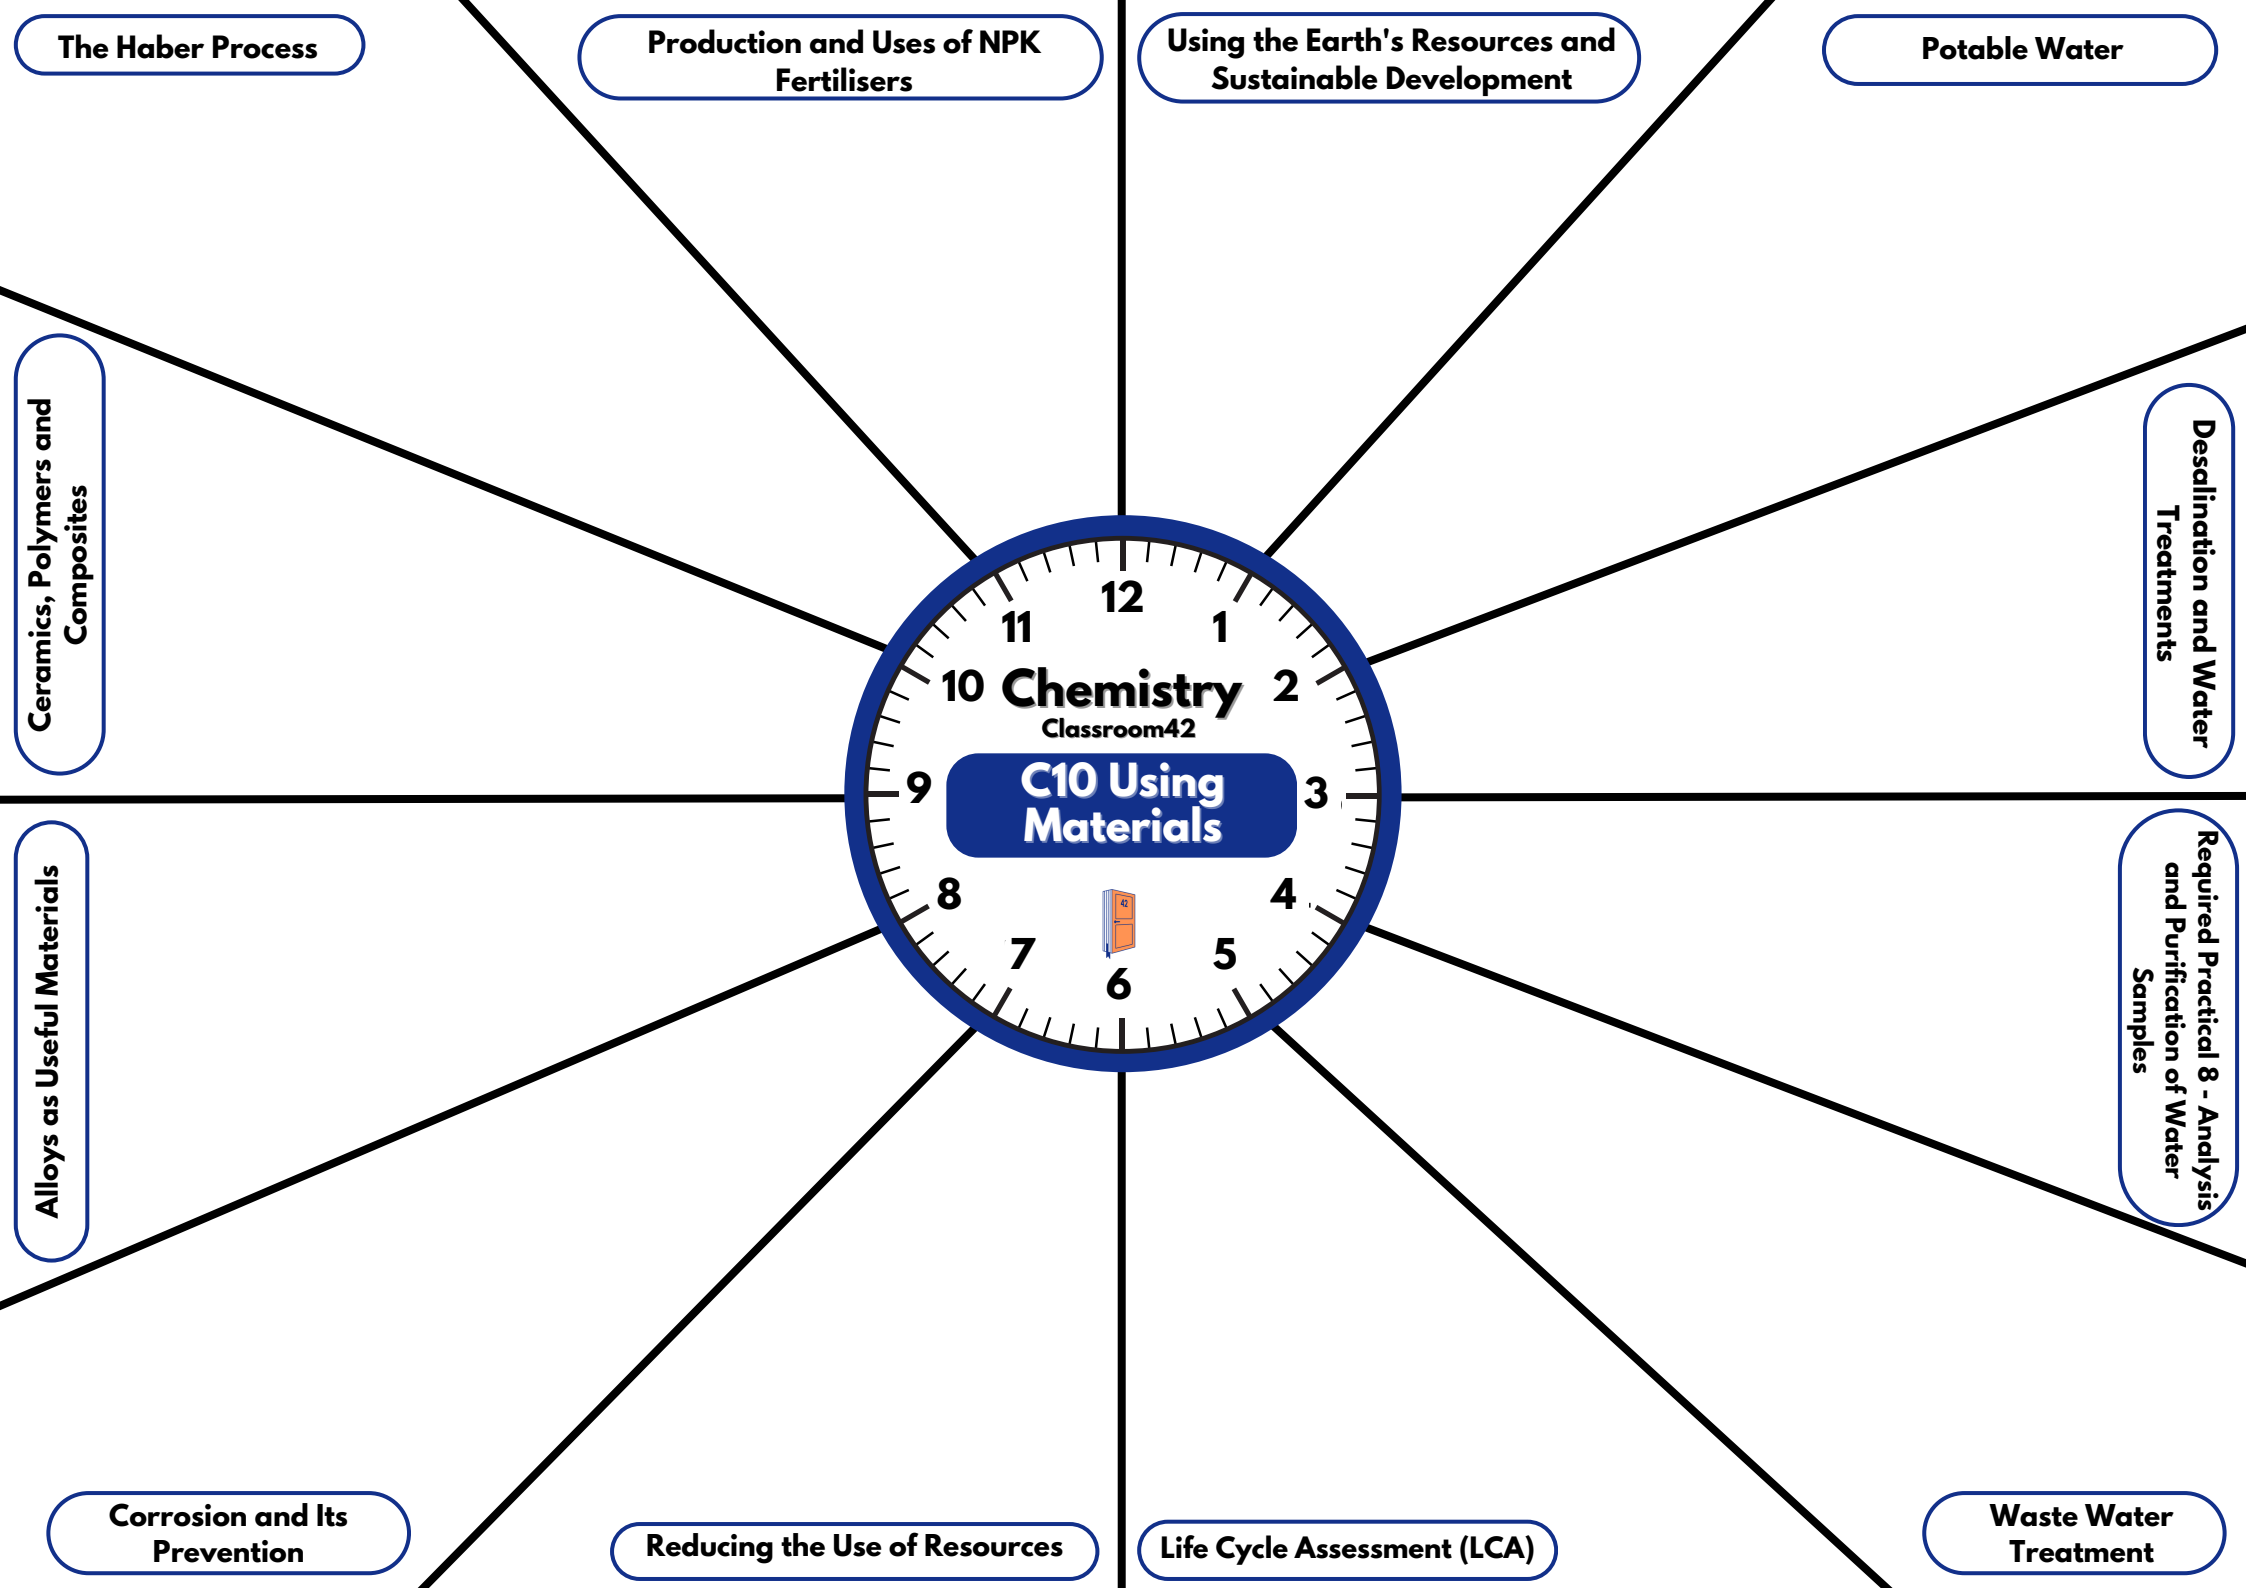 The Haber Process
Production and Uses of NPK
Fertilisers
Using the Earth's Resources and
Sustainable Development
Potable Water
Ceramics, Polymers and
Composites
Desalination and Water
Treatments
12
11
1
10
Chemistry
2
Classroom42
9
C10 Using
Materials
3
8
4
42
7
5
6
Alloys as Useful Materials
Required Practical 8 - Analysis
and Purification of Water
Samples
Corrosion and Its
Prevention
Reducing the Use of Resources
Life Cycle Assessment (LCA)
Waste Water
Treatment